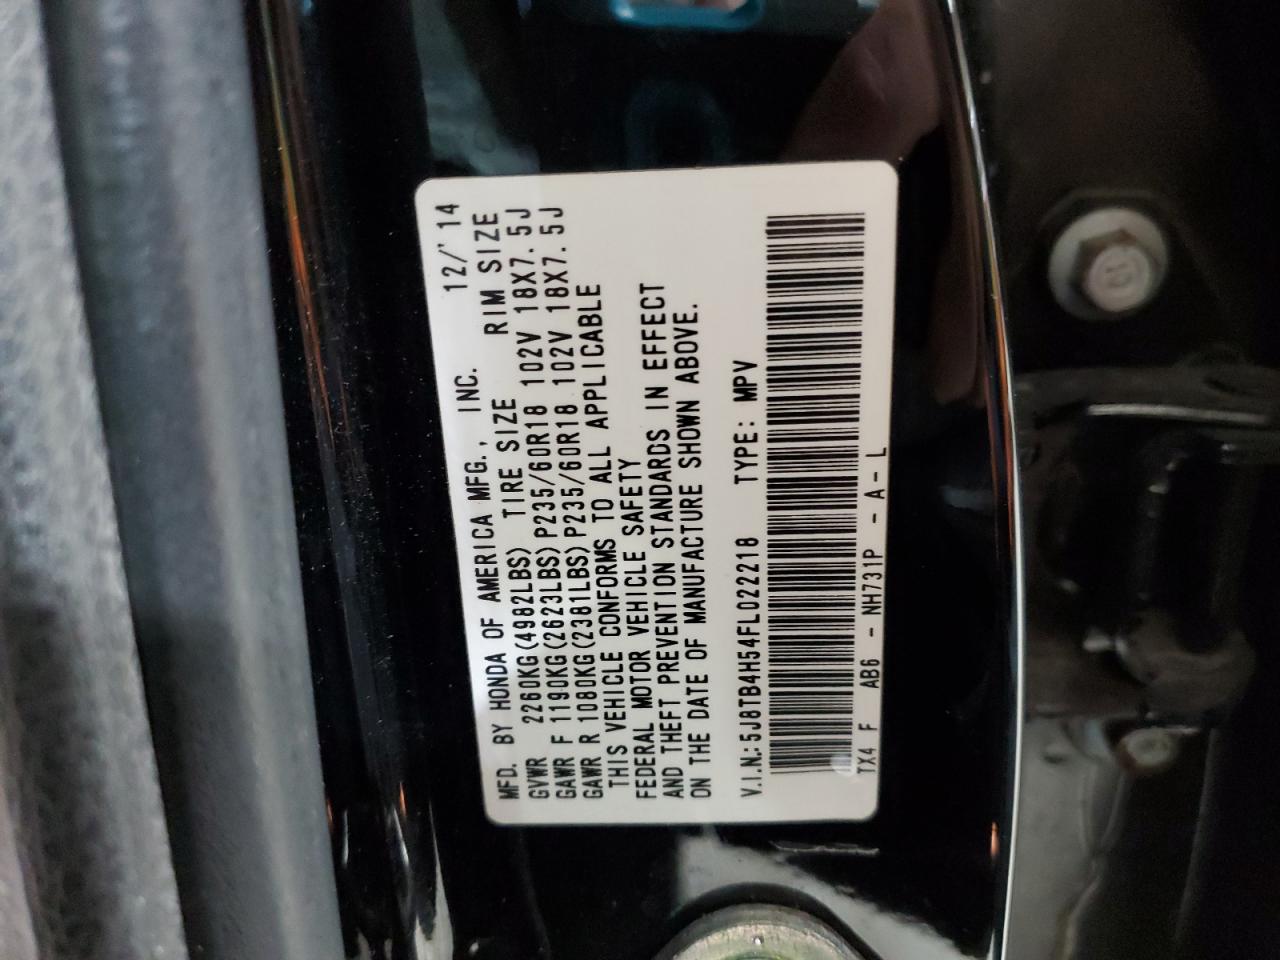 MFD. BY HONDA OF AMERICA MFG., INC. 12/'14
GVWR 2260KG(4982LBS) TIRE SIZE RIM SIZE
GAWR F 1190KG(2623LBS)P235/60R18 102V 18X7.5J
GAWR R 1080KG(2381LBS)P235/60R18 102V 18X7.5J
THIS VEHICLE CONFORMS TO ALL APPLICABLE
FEDERAL MOTOR VEHICLE SAFETY
AND THEFT PREVENTION STANDARDS IN EFFECT
ON THE DATE OF MANUFACTURE SHOWN ABOVE.
V.I.N.:5J8TB4H54FL022218 TYPE: MPV
TX4 F AB6 - NH731P - A - L